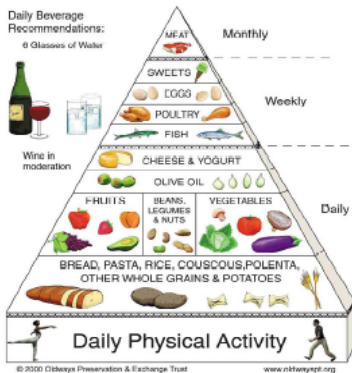 Daily Beverage
Recommendations:
6 Glasses of Water
Wine in
moderation
MEAT
Monthly
SWEETS
EGGS
Weekly
POULTRY
FISH
CHEESE & YOGURT
OLIVE OIL
FRUITS
BEANS,
LEGUMES
& NUTS
VEGETABLES
Daily
BREAD, PASTA, RICE, COUSCOUS,POLENTA,
OTHER WHOLE GRAINS & POTATOES
Daily Physical Activity
© 2000 Oldways Preservation & Exchange Trust
www.oldwayspt.org